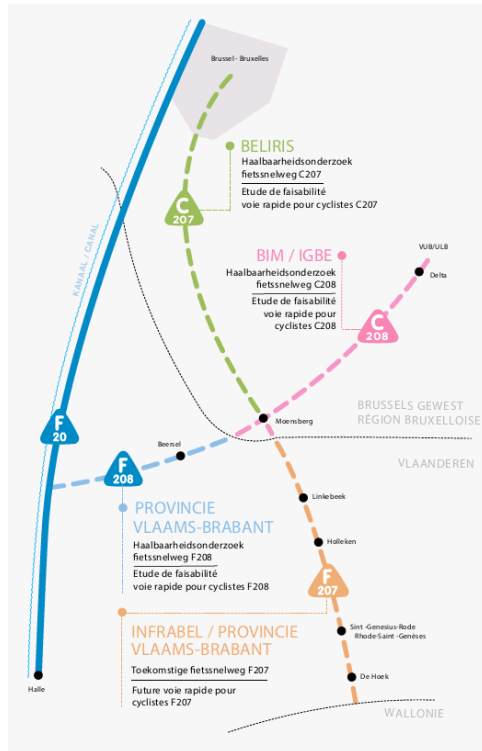 Brussel - Bruxelles
BELIRIS
Haalbaarheidsonderzoek
fietssnelweg C207
Etude de faisabilité
voie rapide pour cyclistes C207
C
207
KANAAL / CANAL
BIM / IGBE
Haalbaarheidsonderzoek
fietssnelweg C208
Etude de faisabilité
voie rapide pour
cyclistes C208
VUB/ULB
Delta
C
208
BRUSSELS GEWEST
RÉGION BRUXELLOISE
Moensberg
F
20
Beersel
F
208
VLAANDEREN
Linkebeek
PROVINCIE
VLAAMS-BRABANT
Haalbaarheidsonderzoek
fietssnelweg F208
Etude de faisabilité
voie rapide pour cyclistes F208
Holleken
F
207
INFRABEL / PROVINCIE
VLAAMS-BRABANT
Toekomstige fietssnelweg F207
Future voie rapide pour
cyclistes F207
Sint -Genesius-Rode
Rhode-Saint -Genèses
De Hoek
Halle
WALLONIE